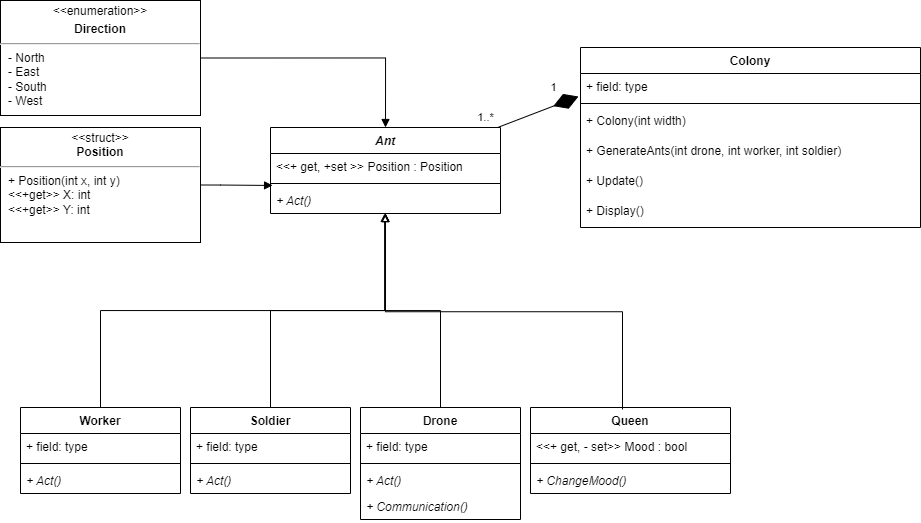 <<enumeration>>
Direction
- North
- East
- South
- West
<<struct>>
Position
+ Position(int x, int y)
<<+get>> X: int
<<+get>> Y: int
Ant
<<+ get, +set >> Position : Position
+ Act()
1..*
1
Colony
+ field: type
+ Colony(int width)
+ GenerateAnts(int drone, int worker, int soldier)
+ Update()
+ Display()
Worker
+ field: type
+ Act()
Soldier
+ field: type
+ Act()
Drone
+ field: type
+ Act()
+ Communication()
Queen
<<+ get, - set>> Mood : bool
+ ChangeMood()